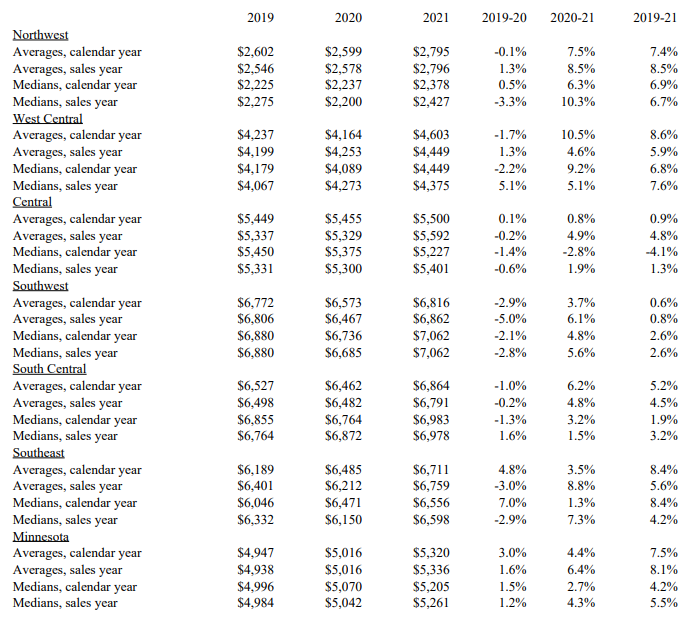 2019 2020 2021 2019-20 2020-21 2019-21
Northwest
Averages, calendar year $2,602 $2,599 $2,795 -0.1% 7.5% 7.4%
Averages, sales year $2,546 $2,578 $2,796 1.3% 8.5% 8.5%
Medians, calendar year $2,225 $2,237 $2,378 0.5% 6.3% 6.9%
Medians, sales year $2,275 $2,200 $2,427 -3.3% 10.3% 6.7%
West Central
Averages, calendar year $4,237 $4,164 $4,603 -1.7% 10.5% 8.6%
Averages, sales year $4,199 $4,253 $4,449 1.3% 4.6% 5.9%
Medians, calendar year $4,179 $4,089 $4,449 -2.2% 9.2% 6.8%
Medians, sales year $4,067 $4,273 $4,375 5.1% 5.1% 7.6%
Central
Averages, calendar year $5,449 $5,455 $5,500 0.1% 0.8% 0.9%
Averages, sales year $5,337 $5,329 $5,592 -0.2% 4.9% 4.8%
Medians, calendar year $5,450 $5,375 $5,227 -1.4% -2.8% -4.1%
Medians, sales year $5,331 $5,300 $5,401 -0.6% 1.9% 1.3%
Southwest
Averages, calendar year $6,772 $6,573 $6,816 -2.9% 3.7% 0.6%
Averages, sales year $6,806 $6,467 $6,862 -5.0% 6.1% 0.8%
Medians, calendar year $6,880 $6,736 $7,062 -2.1% 4.8% 2.6%
Medians, sales year $6,880 $6,685 $7,062 -2.8% 5.6% 2.6%
South Central
Averages, calendar year $6,527 $6,462 $6,864 -1.0% 6.2% 5.2%
Averages, sales year $6,498 $6,482 $6,791 -0.2% 4.8% 4.5%
Medians, calendar year $6,855 $6,764 $6,983 -1.3% 3.2% 1.9%
Medians, sales year $6,764 $6,872 $6,978 1.6% 1.5% 3.2%
Southeast
Averages, calendar year $6,189 $6,485 $6,711 4.8% 3.5% 8.4%
Averages, sales year $6,401 $6,212 $6,759 -3.0% 8.8% 5.6%
Medians, calendar year $6,046 $6,471 $6,556 7.0% 1.3% 8.4%
Medians, sales year $6,332 $6,150 $6,598 -2.9% 7.3% 4.2%
Minnesota
Averages, calendar year $4,947 $5,016 $5,320 3.0% 4.4% 7.5%
Averages, sales year $4,938 $5,016 $5,336 1.6% 6.4% 8.1%
Medians, calendar year $4,996 $5,070 $5,205 1.5% 2.7% 4.2%
Medians, sales year $4,984 $5,042 $5,261 1.2% 4.3% 5.5%